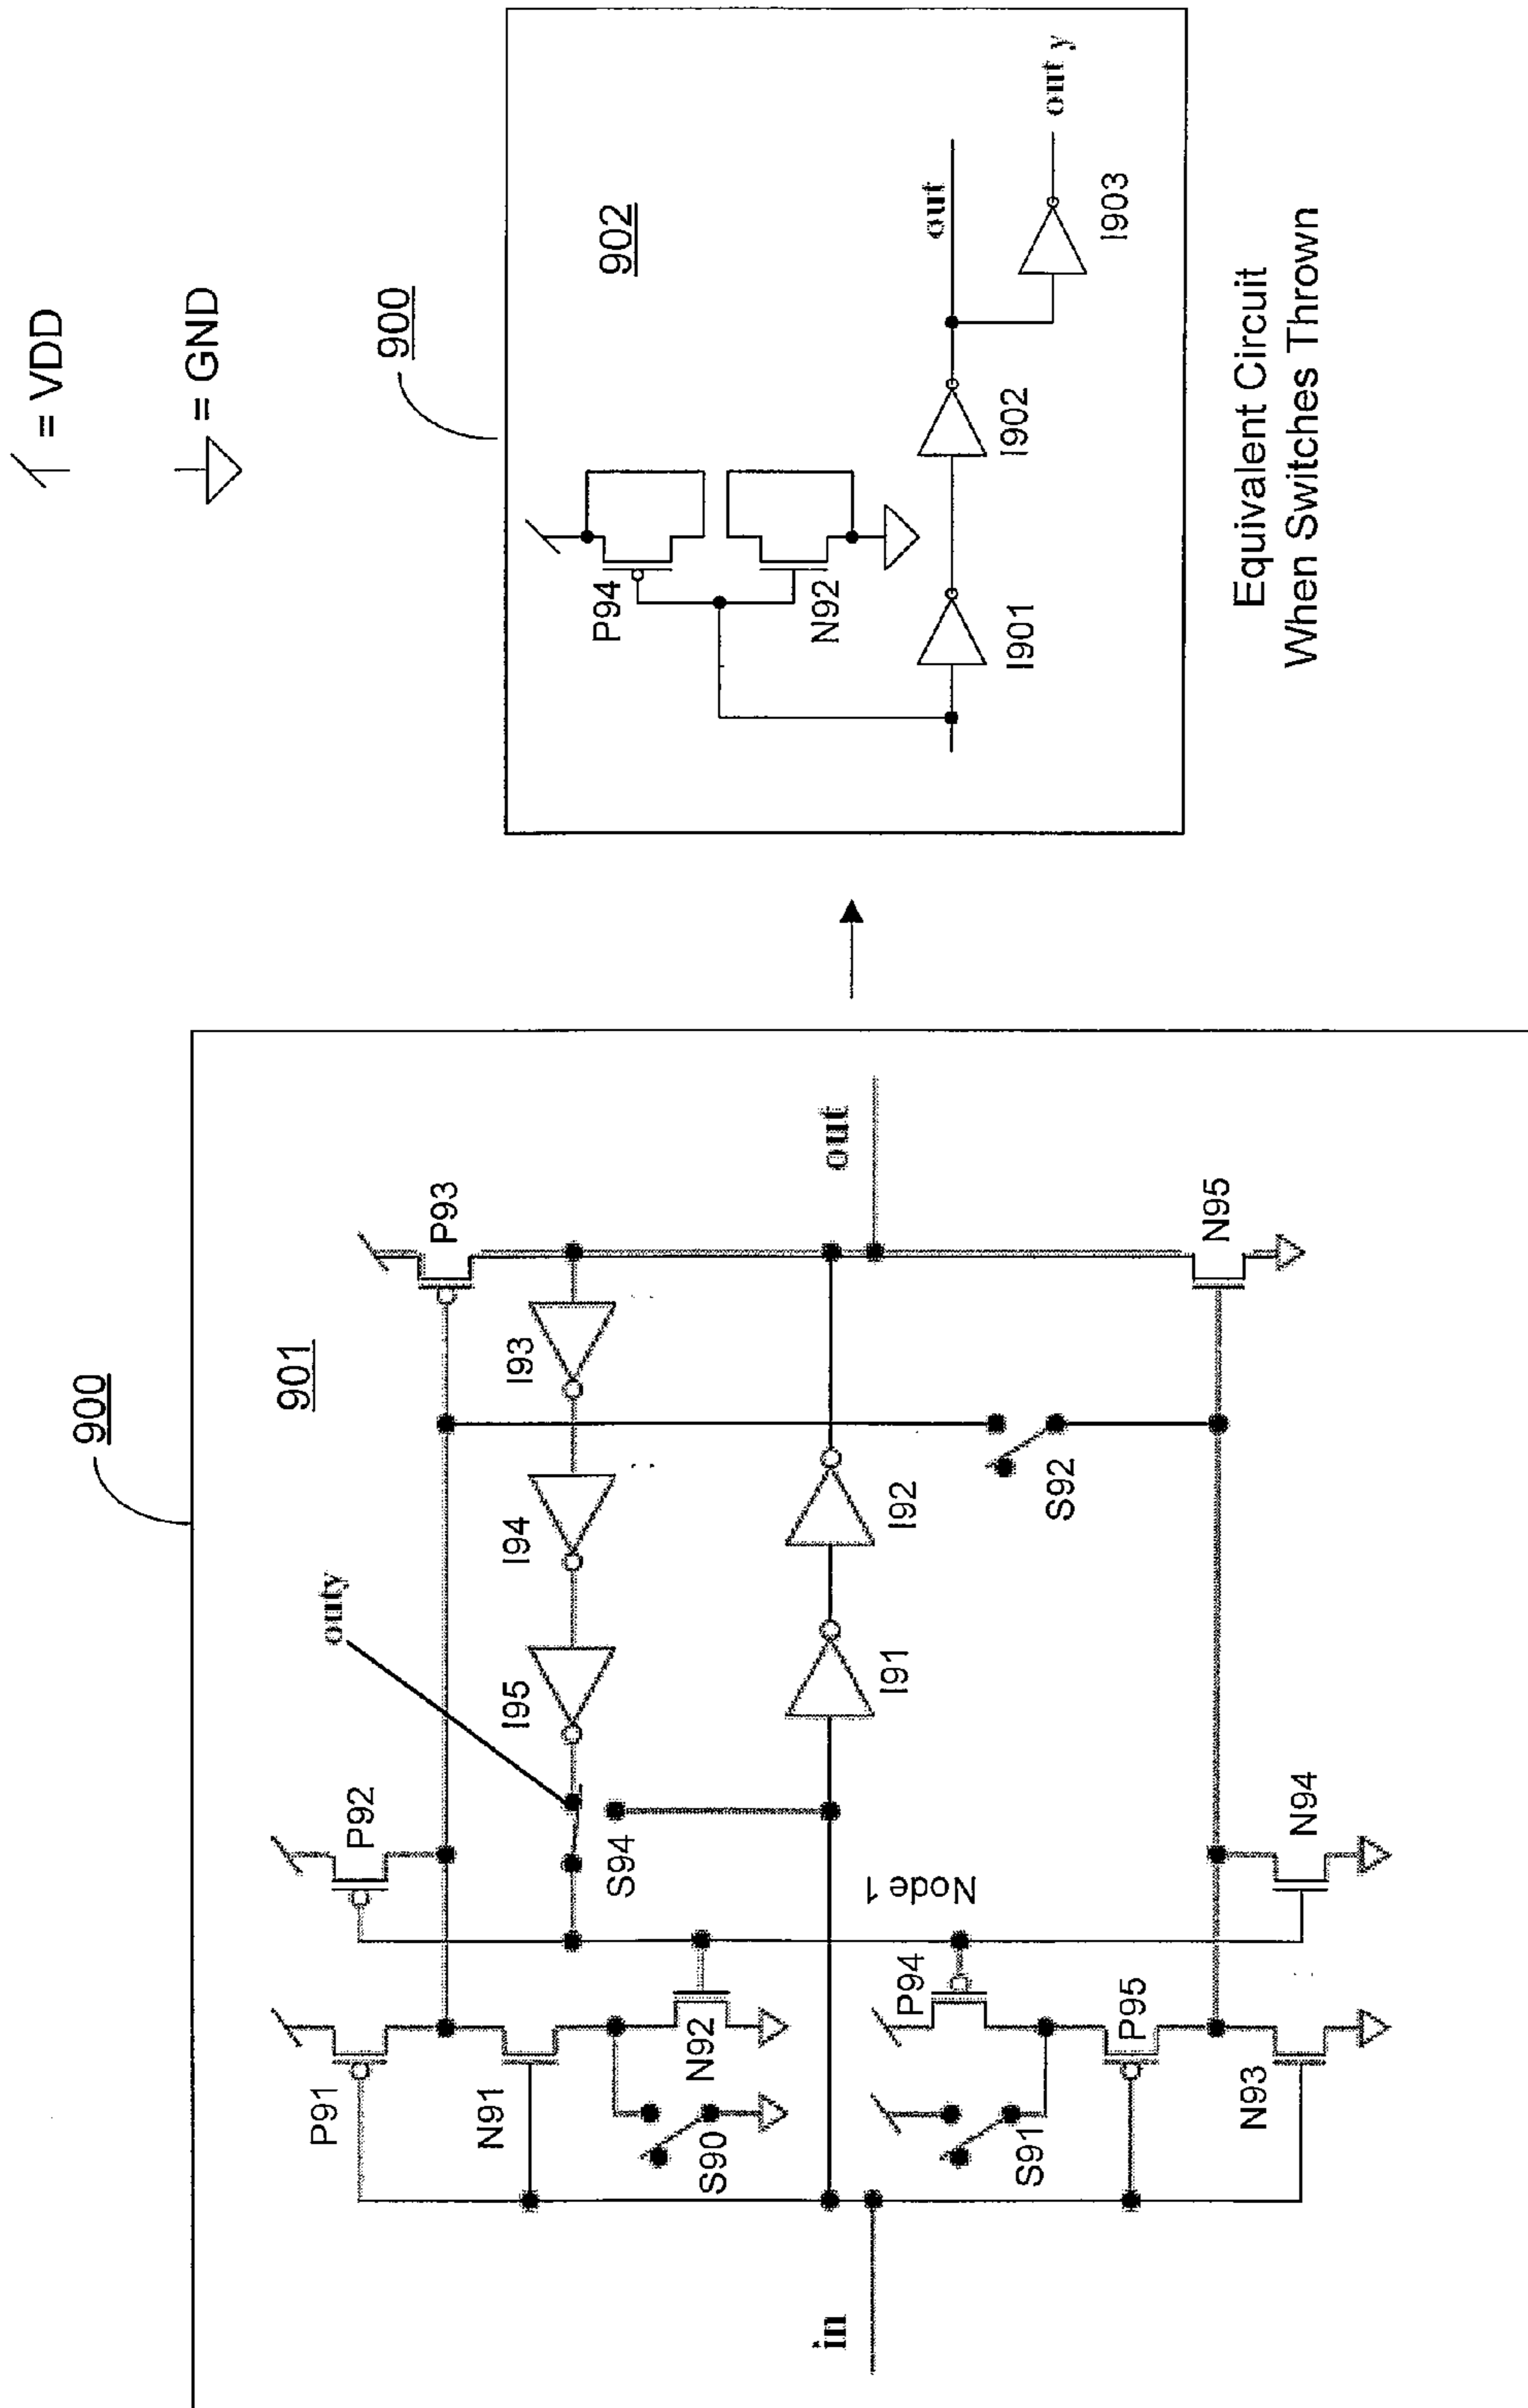 = VDD
= GND
900
902
P94
N92
out
I901
I902
I903
out y
Equivalent Circuit
When Switches Thrown
900
901
outy
P91
P92
P93
N91
I95
I94
I93
S94
N92
S90
in
Node 1
I91
I92
out
P94
S91
P95
S92
N93
N94
N95